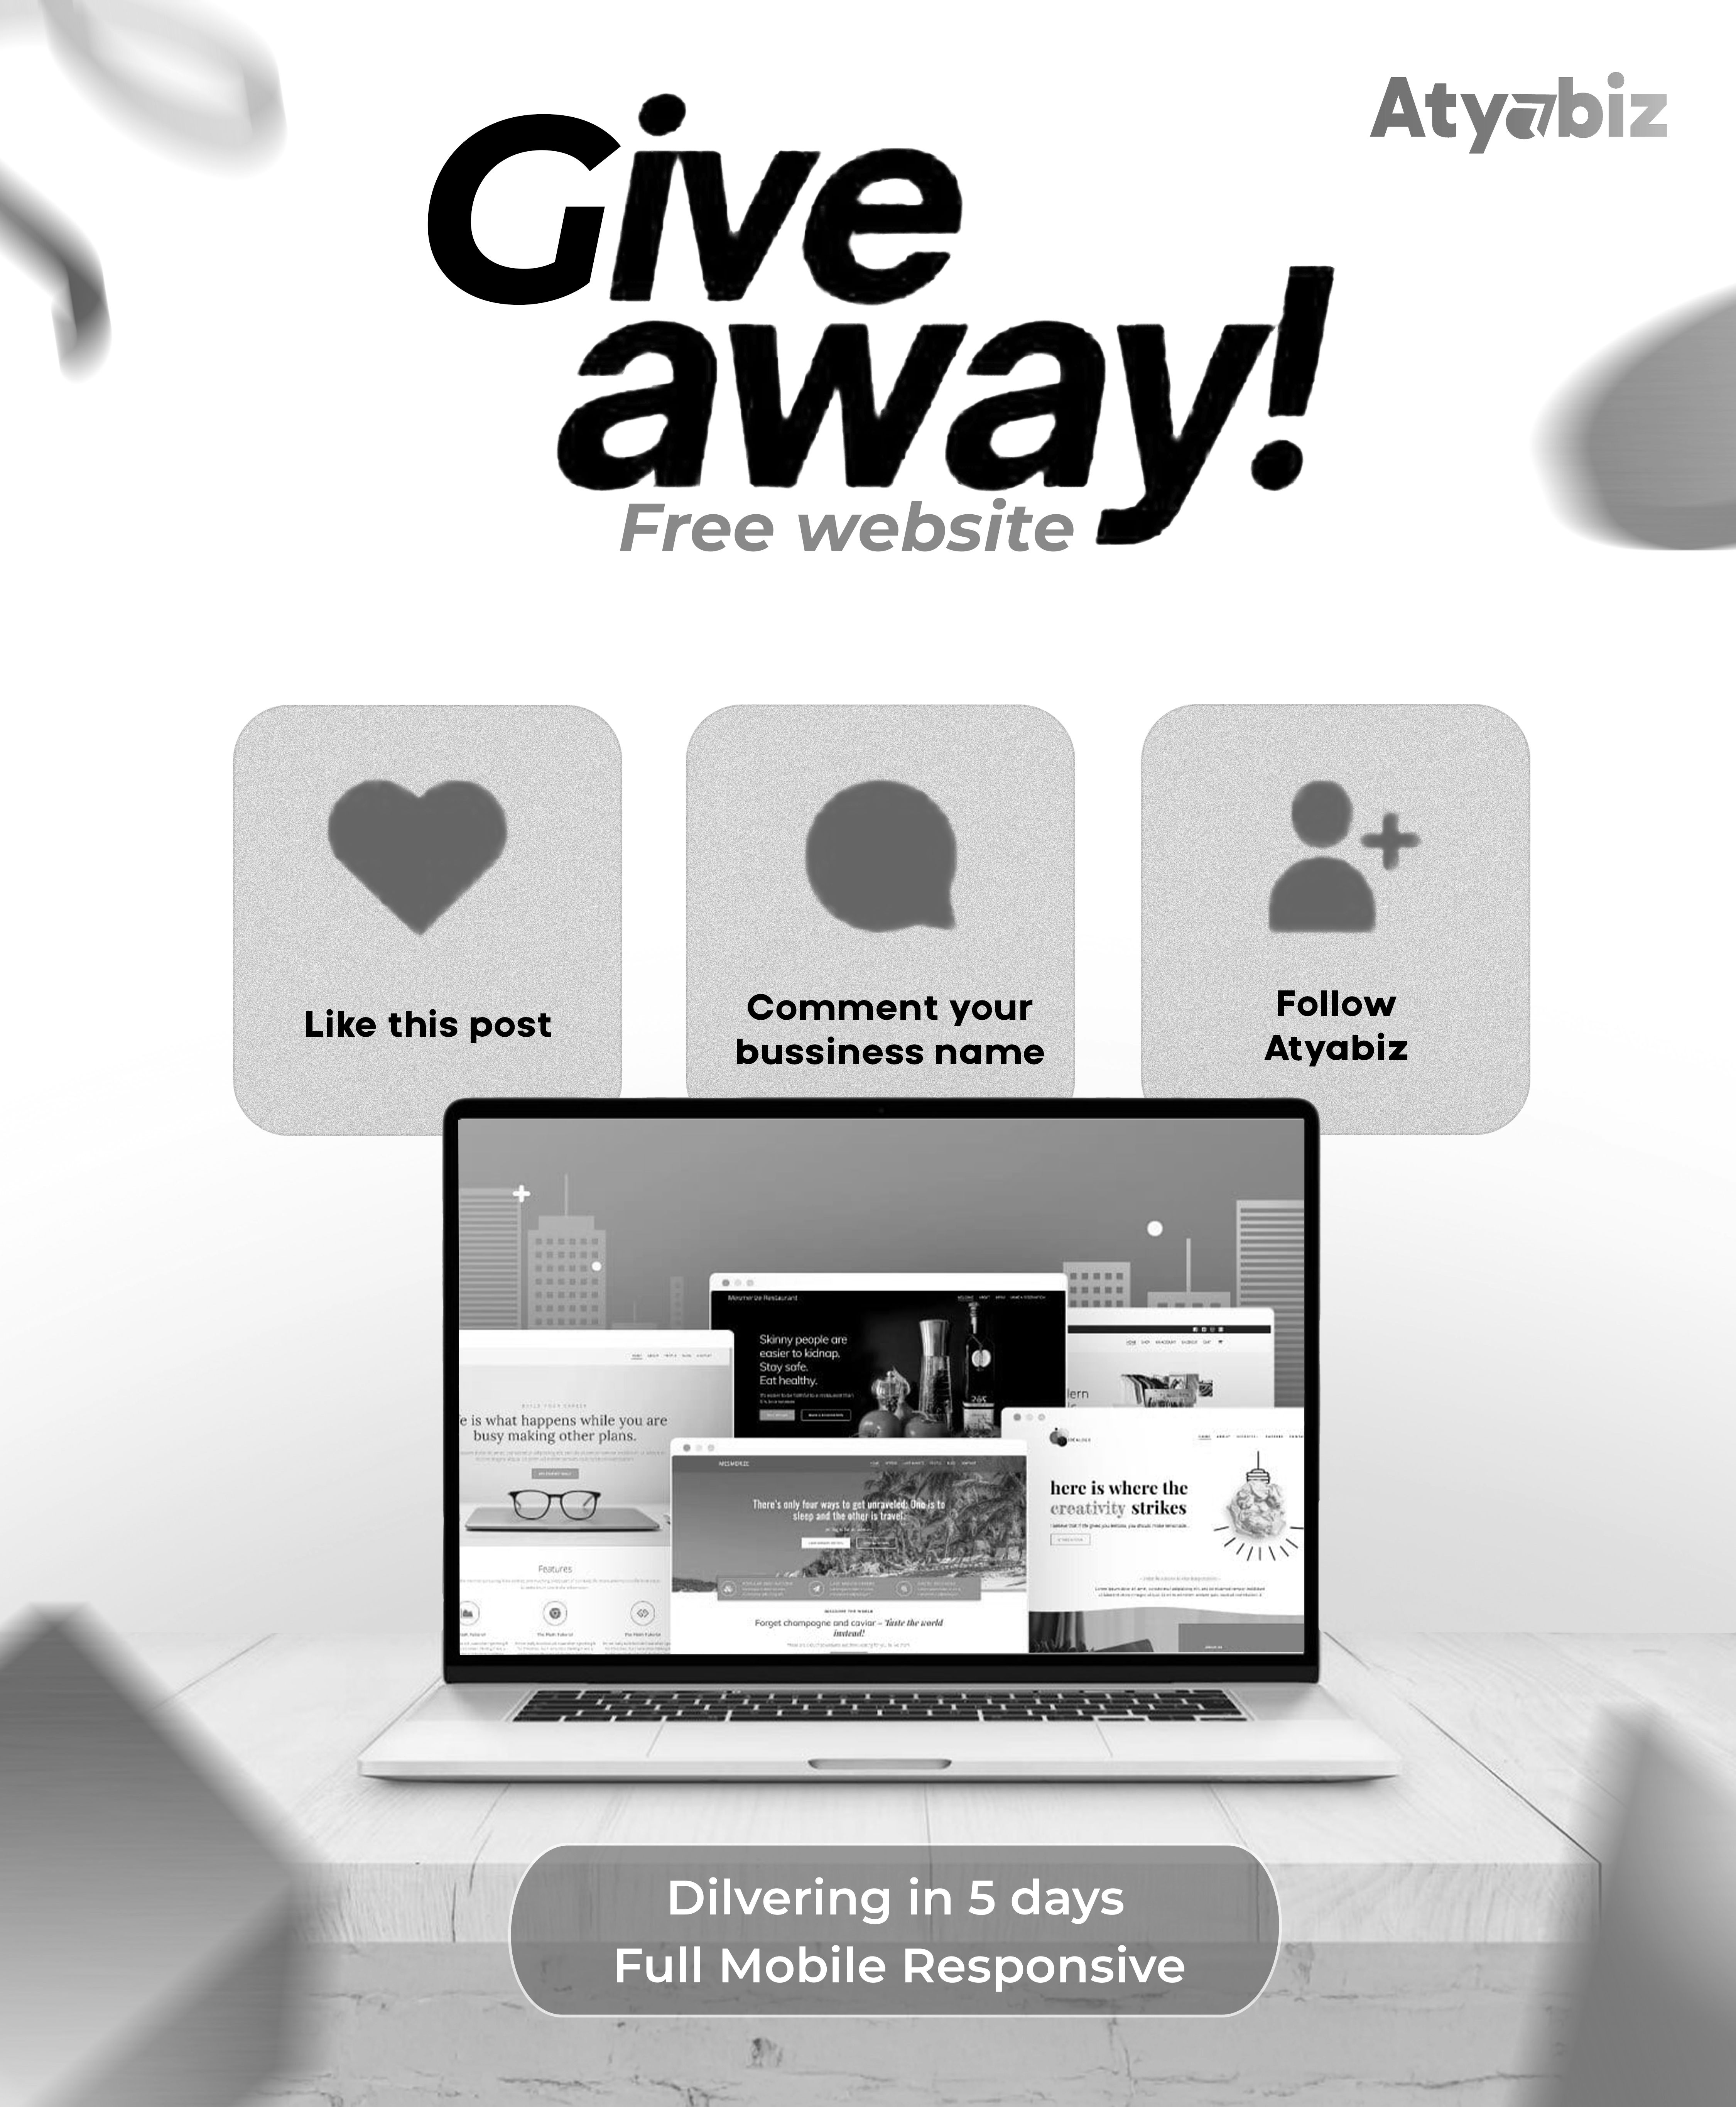 Atyabiz
Give
away!
Free website
Like this post
Comment your
bussiness name
Follow
Atyabiz
Mesmerize Restaurant
Skinny people are
easier to kidnap.
Stay safe.
Eat healthy.
e is what happens while you are
busy making other plans.
Features
lern
here is where the
creativity strikes
There's only four ways to get unraveled: One is to
sleep and the other is travel.
Forget champagne and caviar – Taste the world
instead!
Dilvering in 5 days
Full Mobile Responsive